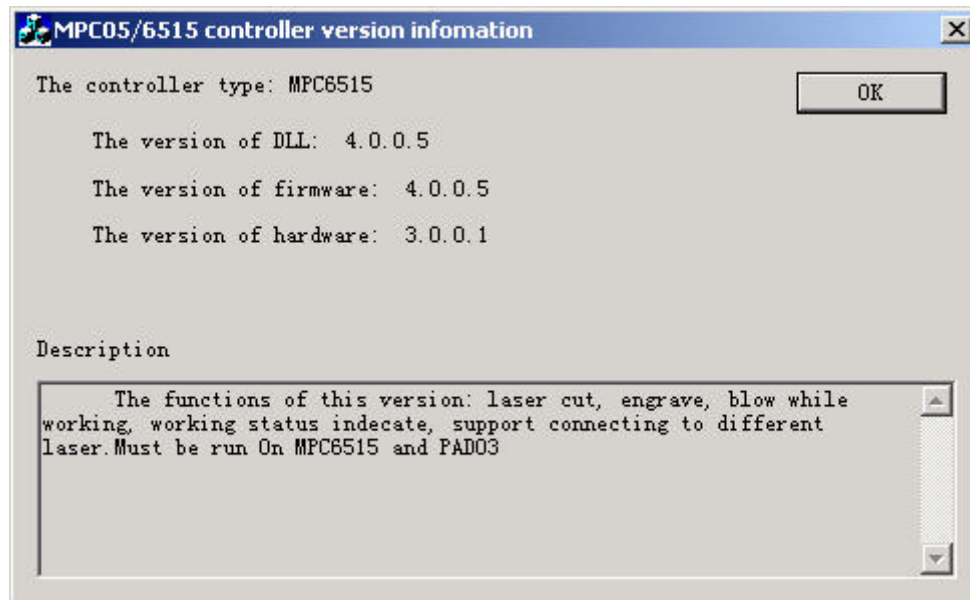 MPC05/6515 controller version infomation
The controller type: MPC6515
OK
The version of DLL: 4.0.0.5
The version of firmware: 4.0.0.5
The version of hardware: 3.0.0.1
Description
The functions of this version: laser cut, engrave, blow while
working, working status indecate, support connecting to different
laser.Must be run On MPC6515 and PAD03